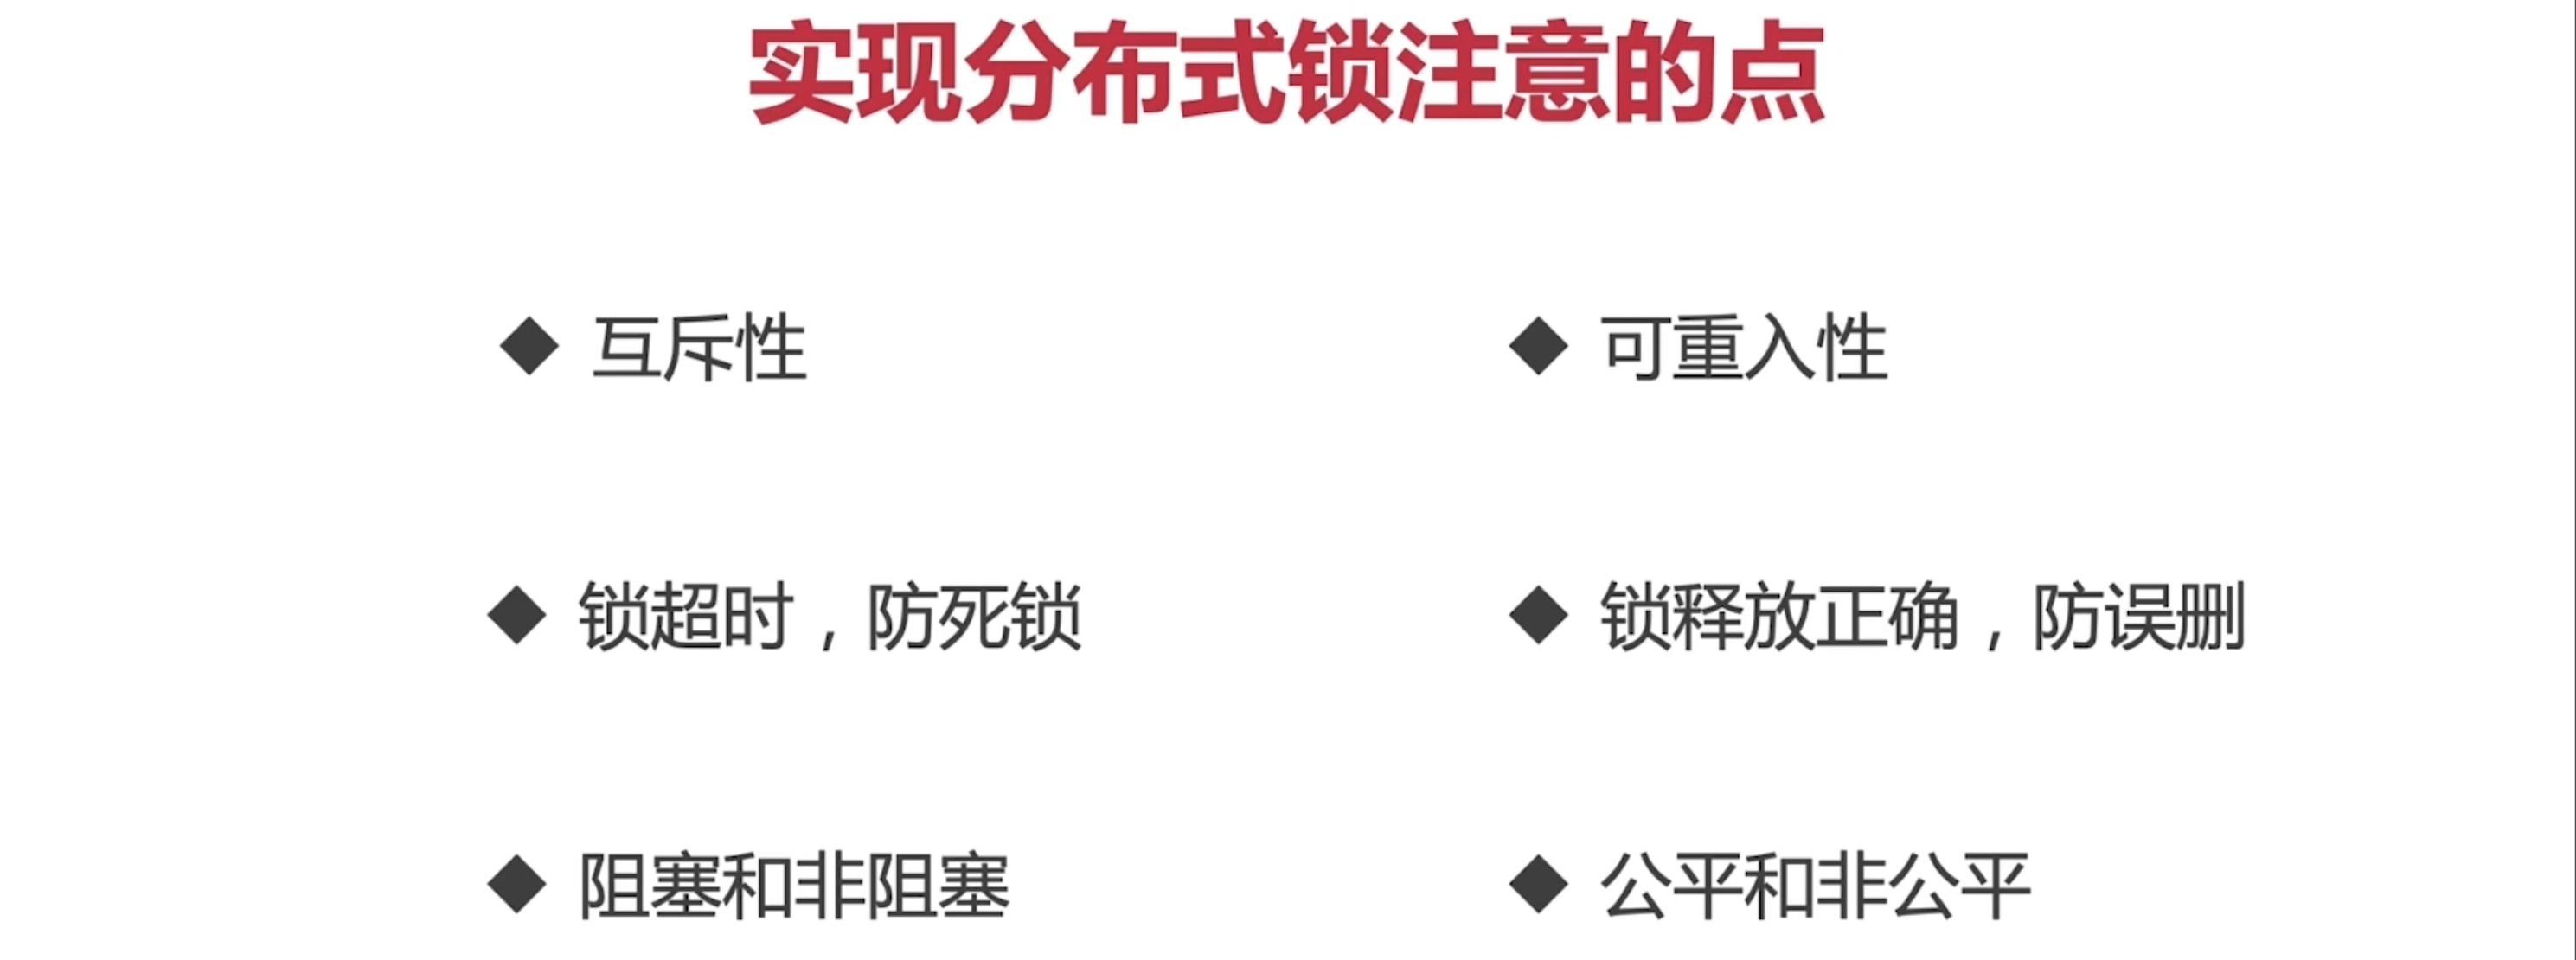 实现分布式锁注意的点
◆ 互斥性
◆ 可重入性
◆ 锁超时，防死锁
◆ 锁释放正确，防误删
◆ 阻塞和非阻塞
◆ 公平和非公平